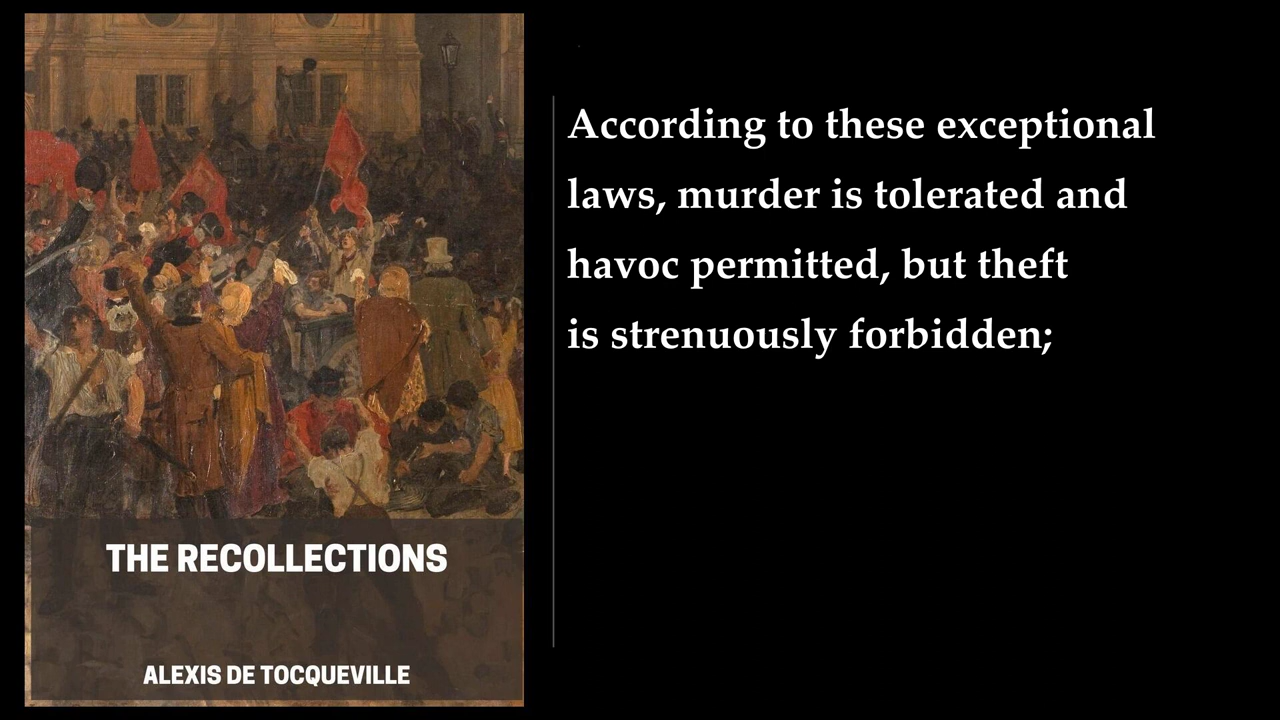 According to these exceptional
laws, murder is tolerated and
havoc permitted, but theft
is strenuously forbidden;
THE RECOLLECTIONS
ALEXIS DE TOCQUEVILLE